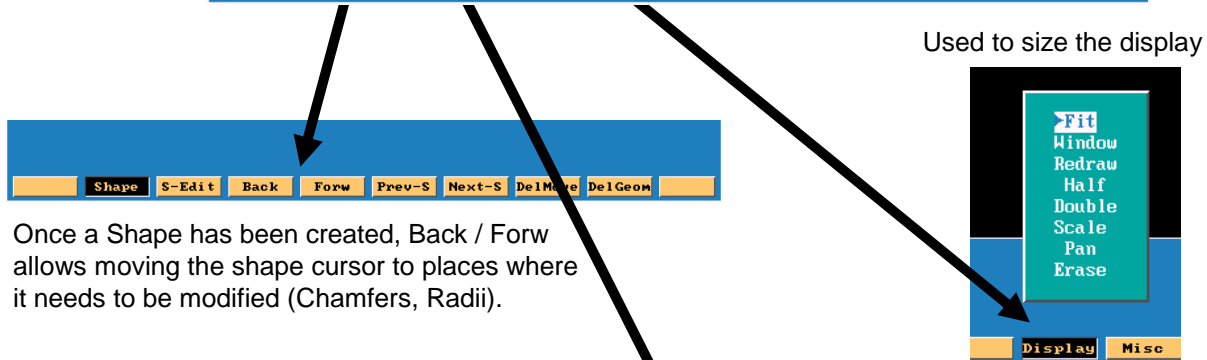 Used to size the display
Fit
Window
Redraw
Half
Double
Scale
Pan
Erase
Shape S-Edit Back Forw Prev-S Next-S DelMove DelGeom
Once a Shape has been created, Back / Forw
allows moving the shape cursor to places where
it needs to be modified (Chamfers, Radii).
Display Misc